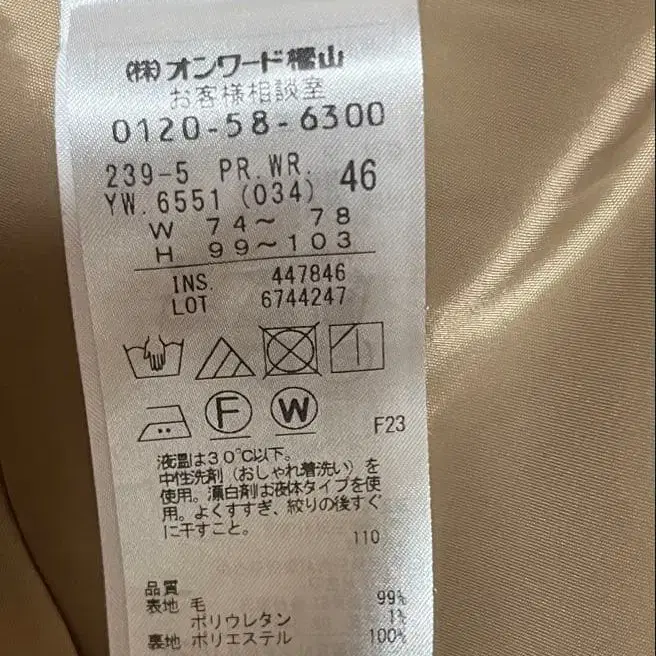 (株)オンワード樫山
お客様相談室
0120-58-6300
239-5 PR.WR. 46
YW.6551 (034)
W 74～ 78
H 99～103
INS. 447846
LOT 6744247
F W
F23
液温は30℃以下。
中性洗剤（おしゃれ着洗い）を
使用。漂白剤は液体タイプを使
用。よくすすぎ、絞りの後すぐ
に干すこと。
110
品質
表地 毛 99%
ポリウレタン 1%
裏地 ポリエステル 100%